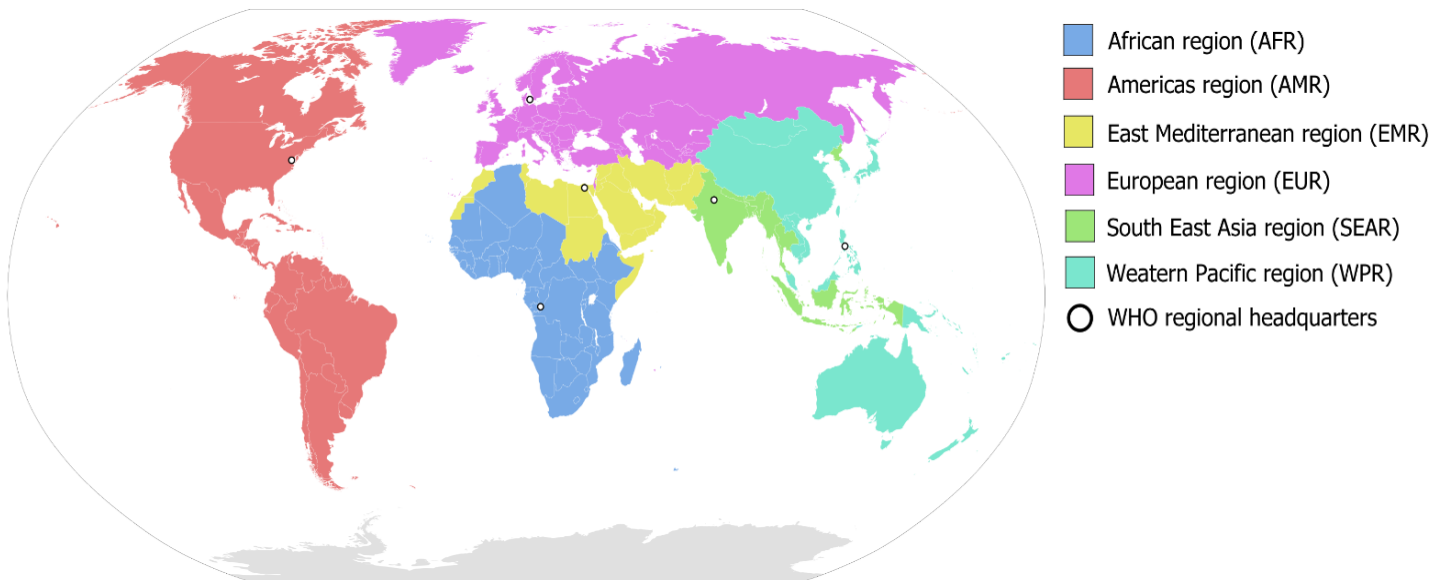 African region (AFR)
Americas region (AMR)
East Mediterranean region (EMR)
European region (EUR)
South East Asia region (SEAR)
Weatern Pacific region (WPR)
WHO regional headquarters